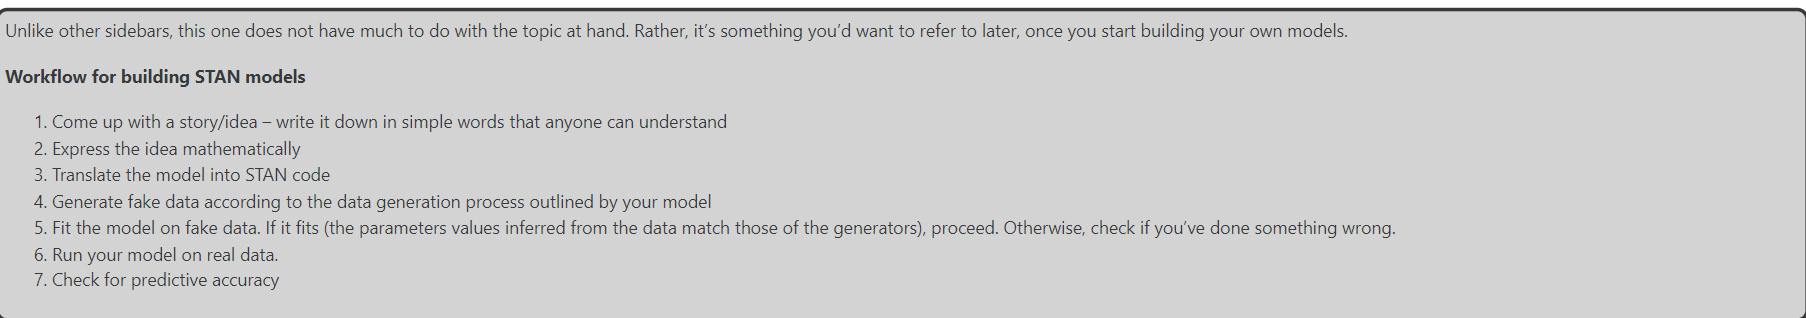 Unlike other sidebars, this one does not have much to do with the topic at hand. Rather, it’s something you’d want to refer to later, once you start building your own models.
Workflow for building STAN models
1. Come up with a story/idea – write it down in simple words that anyone can understand
2. Express the idea mathematically
3. Translate the model into STAN code
4. Generate fake data according to the data generation process outlined by your model
5. Fit the model on fake data. If it fits (the parameters values inferred from the data match those of the generators), proceed. Otherwise, check if you’ve done something wrong.
6. Run your model on real data.
7. Check for predictive accuracy